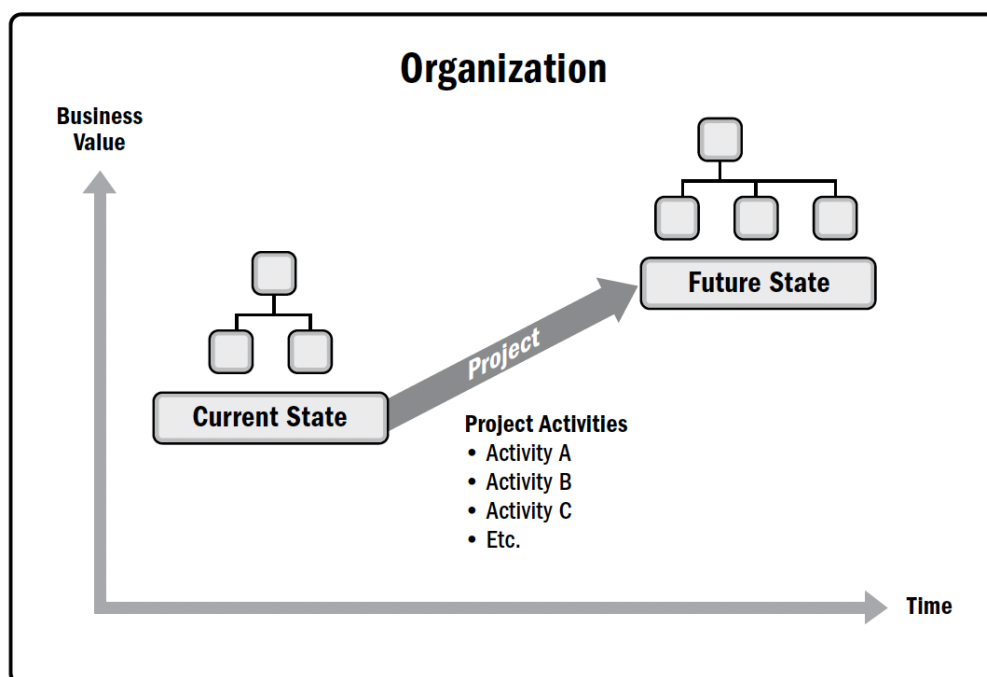 Organization
Business
Value
Future State
Project
Current State
Project Activities
• Activity A
• Activity B
• Activity C
• Etc.
Time